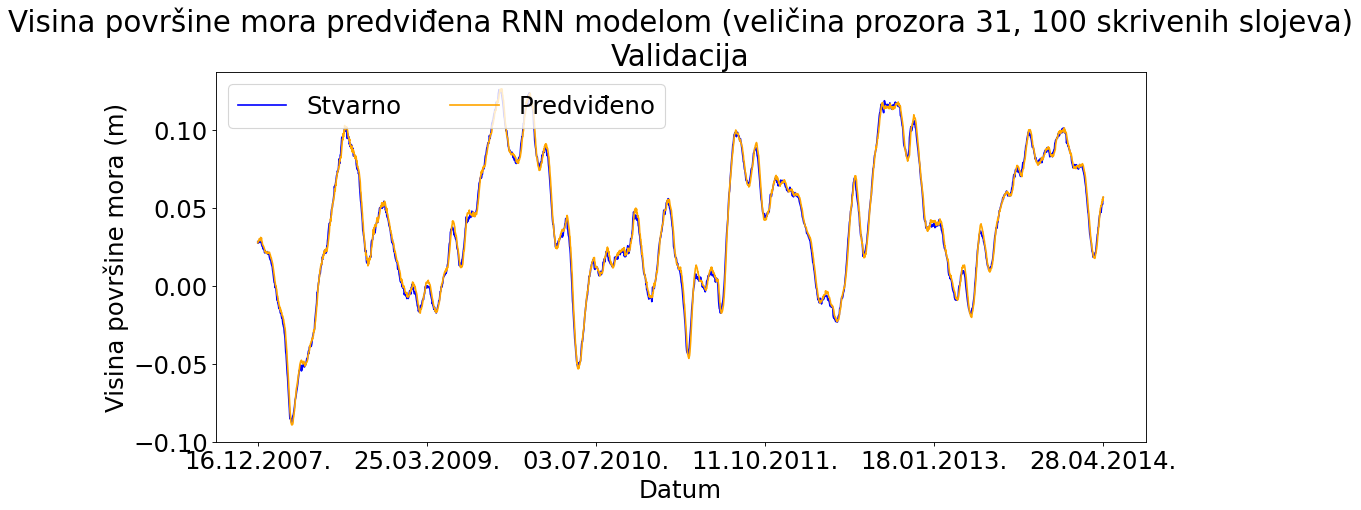 Visina površine mora predviđena RNN modelom (veličina prozora 31, 100 skrivenih slojeva)
Validacija
Stvarno
Predviđeno
Visina površine mora (m)
0.10
0.05
0.00
−0.05
−0.10
16.12.2007.
25.03.2009.
03.07.2010.
11.10.2011.
18.01.2013.
28.04.2014.
Datum